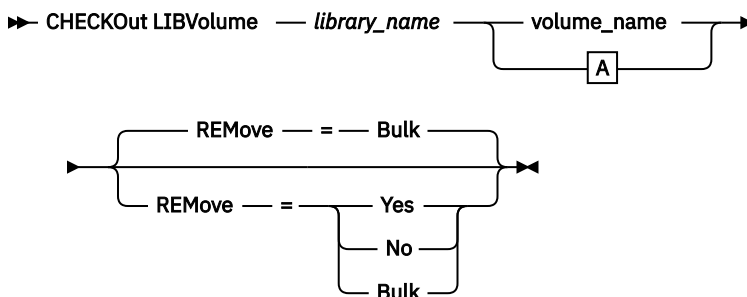 CHECKOut LIBVolume library_name volume_name
A
REMove = Bulk
REMove = Yes
No
Bulk